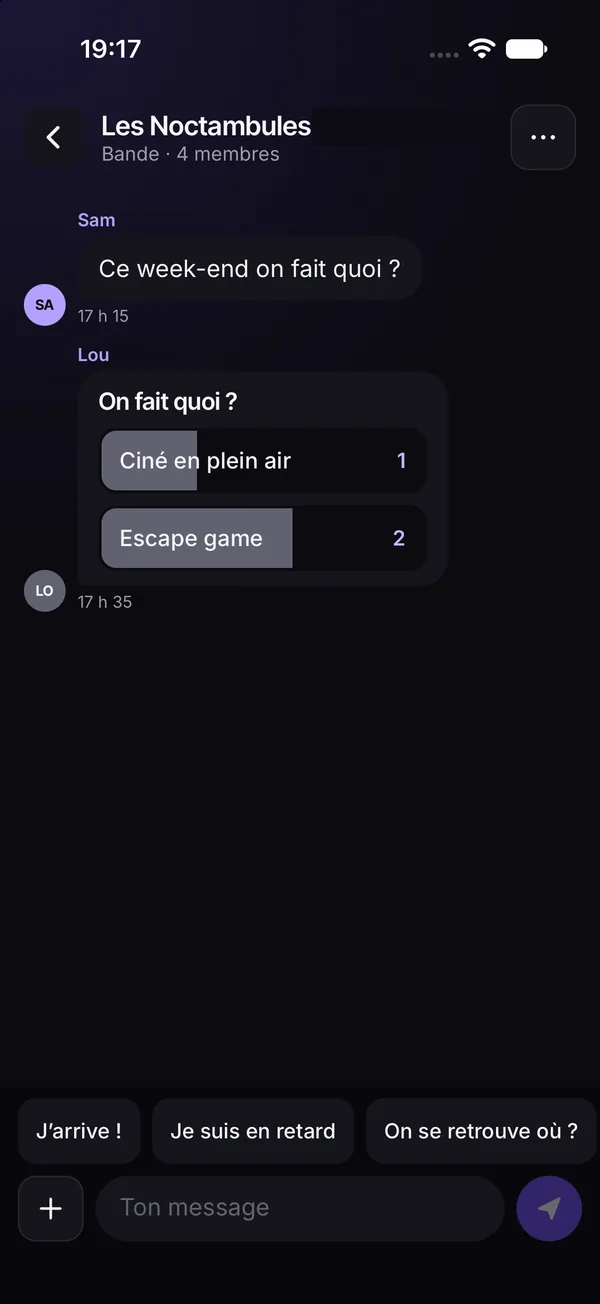 19:17
Les Noctambules
Bande · 4 membres
Sam
Ce week-end on fait quoi ?
SA
17 h 15
Lou
On fait quoi ?
Ciné en plein air 1
Escape game 2
LO
17 h 35
J’arrive !
Je suis en retard
On se retrouve où ?
Ton message